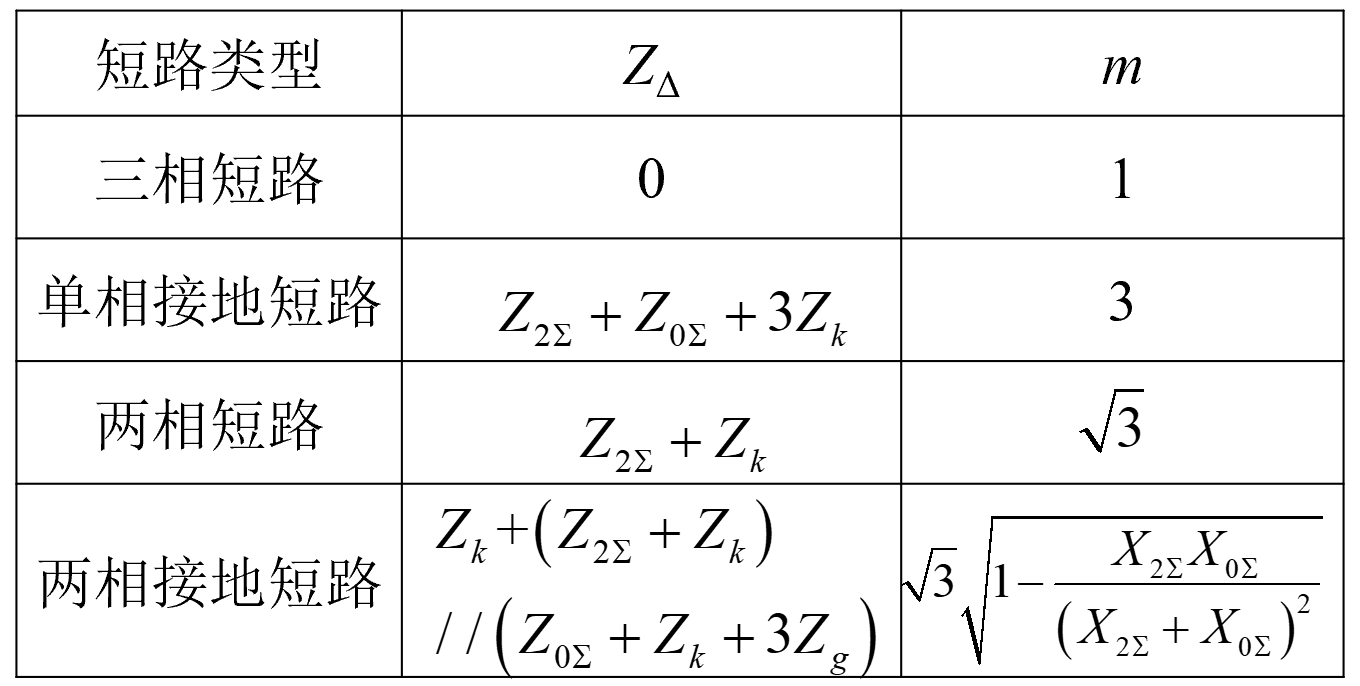 短路类型 Z_Δ m
三相短路 0 1
单相接地短路 Z_{2Σ} + Z_{0Σ} + 3Z_k 3
两相短路 Z_{2Σ} + Z_k √3
两相接地短路 Z_k + (Z_{2Σ} + Z_k) // (Z_{0Σ} + Z_k + 3Z_g) √3 √(1 - X_{2Σ}X_{0Σ} / (X_{2Σ} + X_{0Σ})^2)